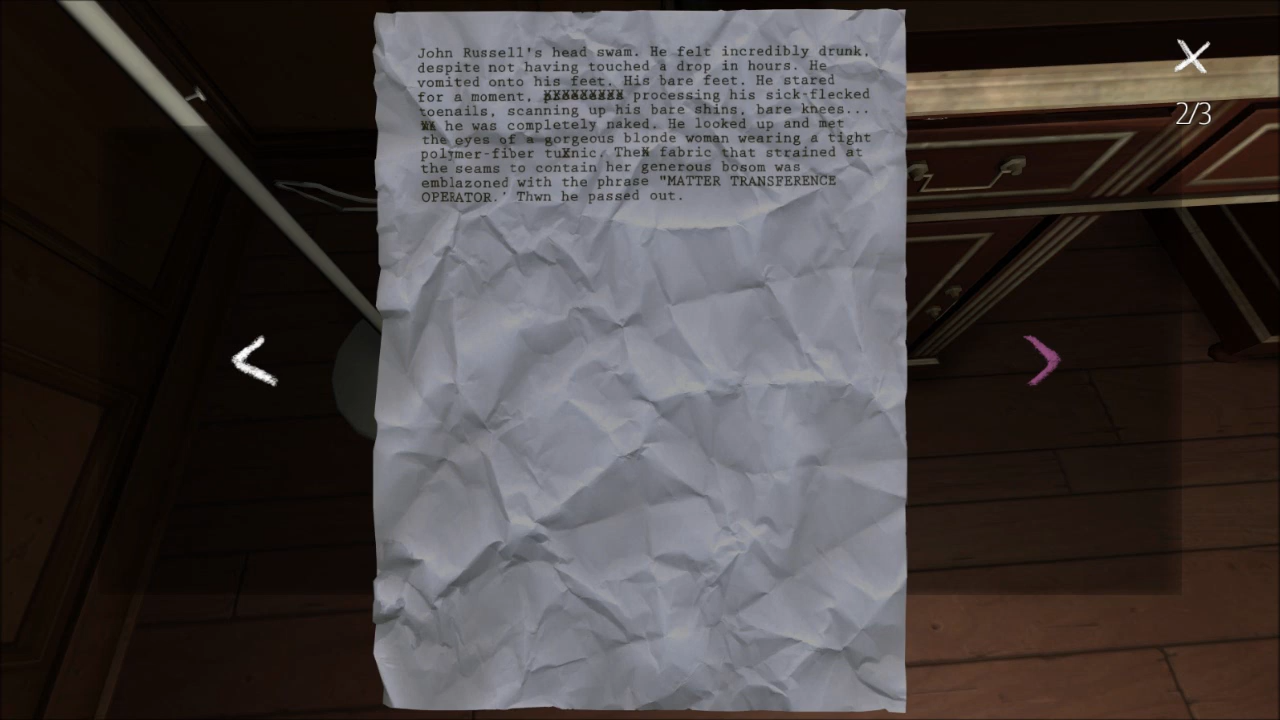 John Russell's head swam. He felt incredibly drunk,
despite not having touched a drop in hours. He
vomited onto his feet. His bare feet. He stared
for a moment, processing his sick-flecked
toenails, scanning up his bare shins, bare knees...
he was completely naked. He looked up and met
the eyes of a gorgeous blonde woman wearing a tight
polymer-fiber tuXnic. TheX fabric that strained at
the seams to contain her generous bosom was
emblazoned with the phrase "MATTER TRANSFERENCE
OPERATOR.' Thwn he passed out.
2/3